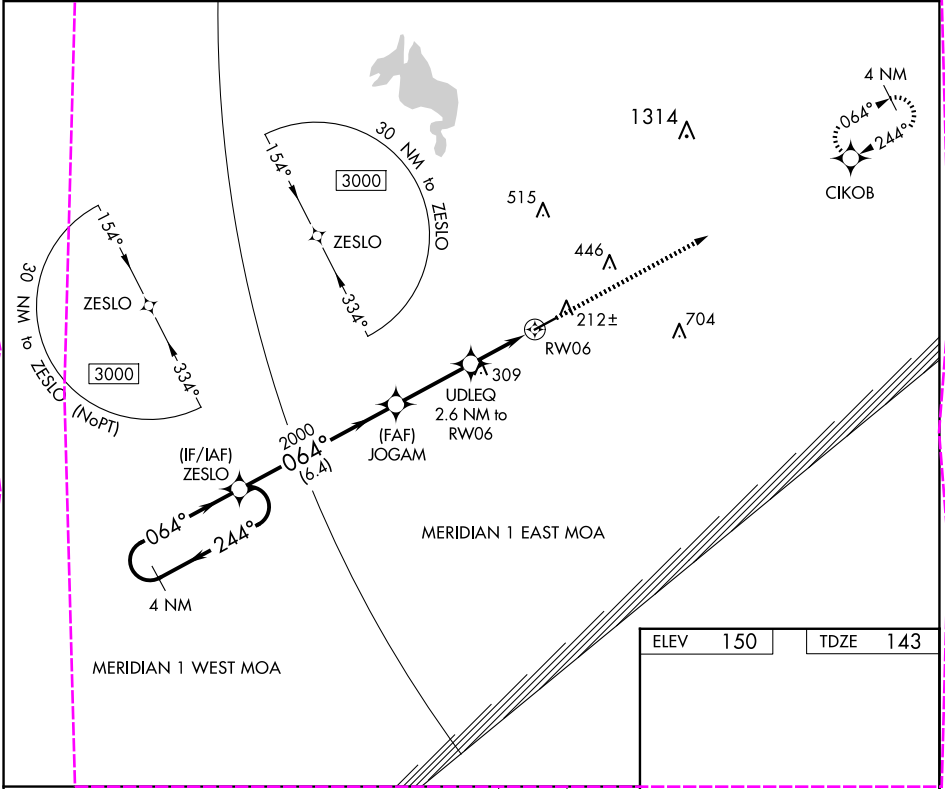 4 NM
064°
244°
CIKOB
1314
30 NM to ZESLO
154°
3000
ZESLO
334°
515
446
212±
704
RW06
30 NM to ZESLO (NoPT)
154°
ZESLO
3000
334°
309
UDLEQ
2.6 NM to
RW06
(FAF)
JOGAM
2000
064°
(6.4)
(IF/IAF)
ZESLO
064°
244°
4 NM
MERIDIAN 1 EAST MOA
MERIDIAN 1 WEST MOA
ELEV 150
TDZE 143